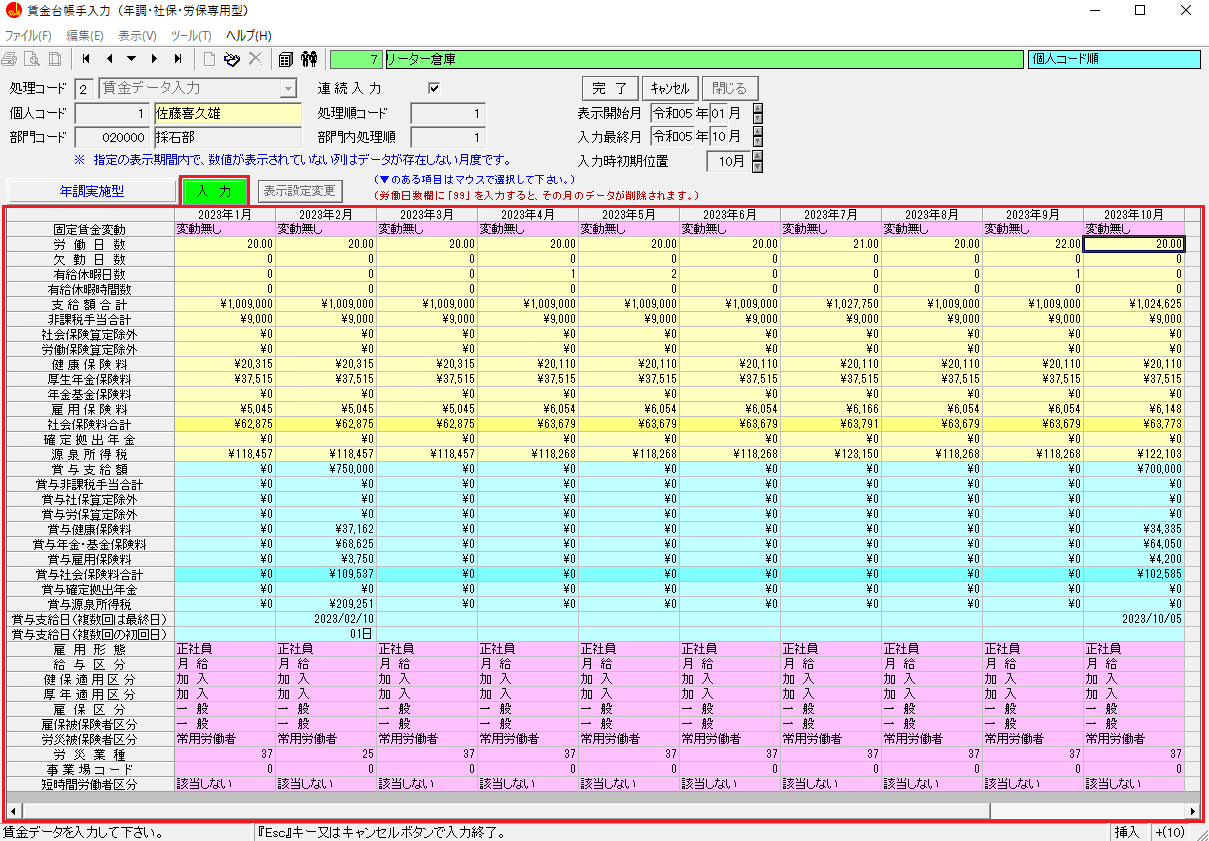 賃金台帳手入力（年調・社保・労保専用型）
ファイル(F) 編集(E) 表示(V) ツール(T) ヘルプ(H)
7 リーター倉庫 個人コード順
処理コード 2 賃金データ入力 連続入力 完了 キャンセル 閉じる
個人コード 1 佐藤喜久雄 処理順コード 1 表示開始月 令和05 年 01 月
部門コード 020000 採石部 部門内処理順 1 入力最終月 令和05 年 10 月
※ 指定の表示期間内で、数値が表示されていない列はデータが存在しない月度です。 入力時初期位置 10月
年調実施型 入力 表示設定変更 (▼のある項目はマウスで選択して下さい。)
(労働日数欄に「99」を入力すると、その月のデータが削除されます。)
2023年1月 2023年2月 2023年3月 2023年4月 2023年5月 2023年6月 2023年7月 2023年8月 2023年9月 2023年10月
固定賃金変動 変動無し 変動無し 変動無し 変動無し 変動無し 変動無し 変動無し 変動無し 変動無し 変動無し
労働日数 20.00 20.00 20.00 20.00 20.00 20.00 21.00 20.00 22.00 20.00
欠勤日数 0 0 0 0 0 0 0 0 0 0
有給休暇日数 0 0 0 1 2 0 0 0 1 0
有給休暇時間数 0 0 0 0 0 0 0 0 0 0
支給額合計 ¥1,009,000 ¥1,009,000 ¥1,009,000 ¥1,009,000 ¥1,009,000 ¥1,009,000 ¥1,027,750 ¥1,009,000 ¥1,009,000 ¥1,024,625
非課税手当合計 ¥9,000 ¥9,000 ¥9,000 ¥9,000 ¥9,000 ¥9,000 ¥9,000 ¥9,000 ¥9,000 ¥9,000
社会保険算定除外 ¥0 ¥0 ¥0 ¥0 ¥0 ¥0 ¥0 ¥0 ¥0 ¥0
労働保険算定除外 ¥0 ¥0 ¥0 ¥0 ¥0 ¥0 ¥0 ¥0 ¥0 ¥0
健康保険料 ¥20,315 ¥20,315 ¥20,315 ¥20,110 ¥20,110 ¥20,110 ¥20,110 ¥20,110 ¥20,110 ¥20,110
厚生年金保険料 ¥37,515 ¥37,515 ¥37,515 ¥37,515 ¥37,515 ¥37,515 ¥37,515 ¥37,515 ¥37,515 ¥37,515
年金基金保険料 ¥0 ¥0 ¥0 ¥0 ¥0 ¥0 ¥0 ¥0 ¥0 ¥0
雇用保険料 ¥5,045 ¥5,045 ¥5,045 ¥6,054 ¥6,054 ¥6,054 ¥6,166 ¥6,054 ¥6,054 ¥6,148
社会保険料合計 ¥62,875 ¥62,875 ¥62,875 ¥63,679 ¥63,679 ¥63,679 ¥63,791 ¥63,679 ¥63,679 ¥63,773
確定拠出年金 ¥0 ¥0 ¥0 ¥0 ¥0 ¥0 ¥0 ¥0 ¥0 ¥0
源泉所得税 ¥118,457 ¥118,457 ¥118,457 ¥118,268 ¥118,268 ¥118,268 ¥123,150 ¥118,268 ¥118,268 ¥122,103
賞与支給額 ¥0 ¥750,000 ¥0 ¥0 ¥0 ¥0 ¥0 ¥0 ¥0 ¥700,000
賞与非課税手当合計 ¥0 ¥0 ¥0 ¥0 ¥0 ¥0 ¥0 ¥0 ¥0 ¥0
賞与社保算定除外 ¥0 ¥0 ¥0 ¥0 ¥0 ¥0 ¥0 ¥0 ¥0 ¥0
賞与労保算定除外 ¥0 ¥0 ¥0 ¥0 ¥0 ¥0 ¥0 ¥0 ¥0 ¥0
賞与健康保険料 ¥0 ¥37,162 ¥0 ¥0 ¥0 ¥0 ¥0 ¥0 ¥0 ¥34,335
賞与年金・基金保険料 ¥0 ¥68,625 ¥0 ¥0 ¥0 ¥0 ¥0 ¥0 ¥0 ¥64,050
賞与雇用保険料 ¥0 ¥3,750 ¥0 ¥0 ¥0 ¥0 ¥0 ¥0 ¥0 ¥4,200
賞与社会保険料合計 ¥0 ¥109,537 ¥0 ¥0 ¥0 ¥0 ¥0 ¥0 ¥0 ¥102,585
賞与確定拠出年金 ¥0 ¥0 ¥0 ¥0 ¥0 ¥0 ¥0 ¥0 ¥0 ¥0
賞与源泉所得税 ¥0 ¥209,251 ¥0 ¥0 ¥0 ¥0 ¥0 ¥0 ¥0 ¥0
賞与支給日(複数回は最終日) 2023/02/10 2023/10/05
賞与支給日(複数回の初回日) 01日
雇用形態 正社員 正社員 正社員 正社員 正社員 正社員 正社員 正社員 正社員 正社員
給与区分 月給 月給 月給 月給 月給 月給 月給 月給 月給 月給
健保適用区分 加入 加入 加入 加入 加入 加入 加入 加入 加入 加入
厚年適用区分 加入 加入 加入 加入 加入 加入 加入 加入 加入 加入
雇保区分 一般 一般 一般 一般 一般 一般 一般 一般 一般 一般
雇保被保険者区分 一般 一般 一般 一般 一般 一般 一般 一般 一般 一般
労災被保険者区分 常用労働者 常用労働者 常用労働者 常用労働者 常用労働者 常用労働者 常用労働者 常用労働者 常用労働者 常用労働者
労災業種 37 25 37 37 37 37 37 37 37 37
事業場コード 0 0 0 0 0 0 0 0 0 0
短時間労働者区分 該当しない 該当しない 該当しない 該当しない 該当しない 該当しない 該当しない 該当しない 該当しない 該当しない
賃金データを入力して下さい。 『Esc』キー又はキャンセルボタンで入力終了。 挿入 +(10)